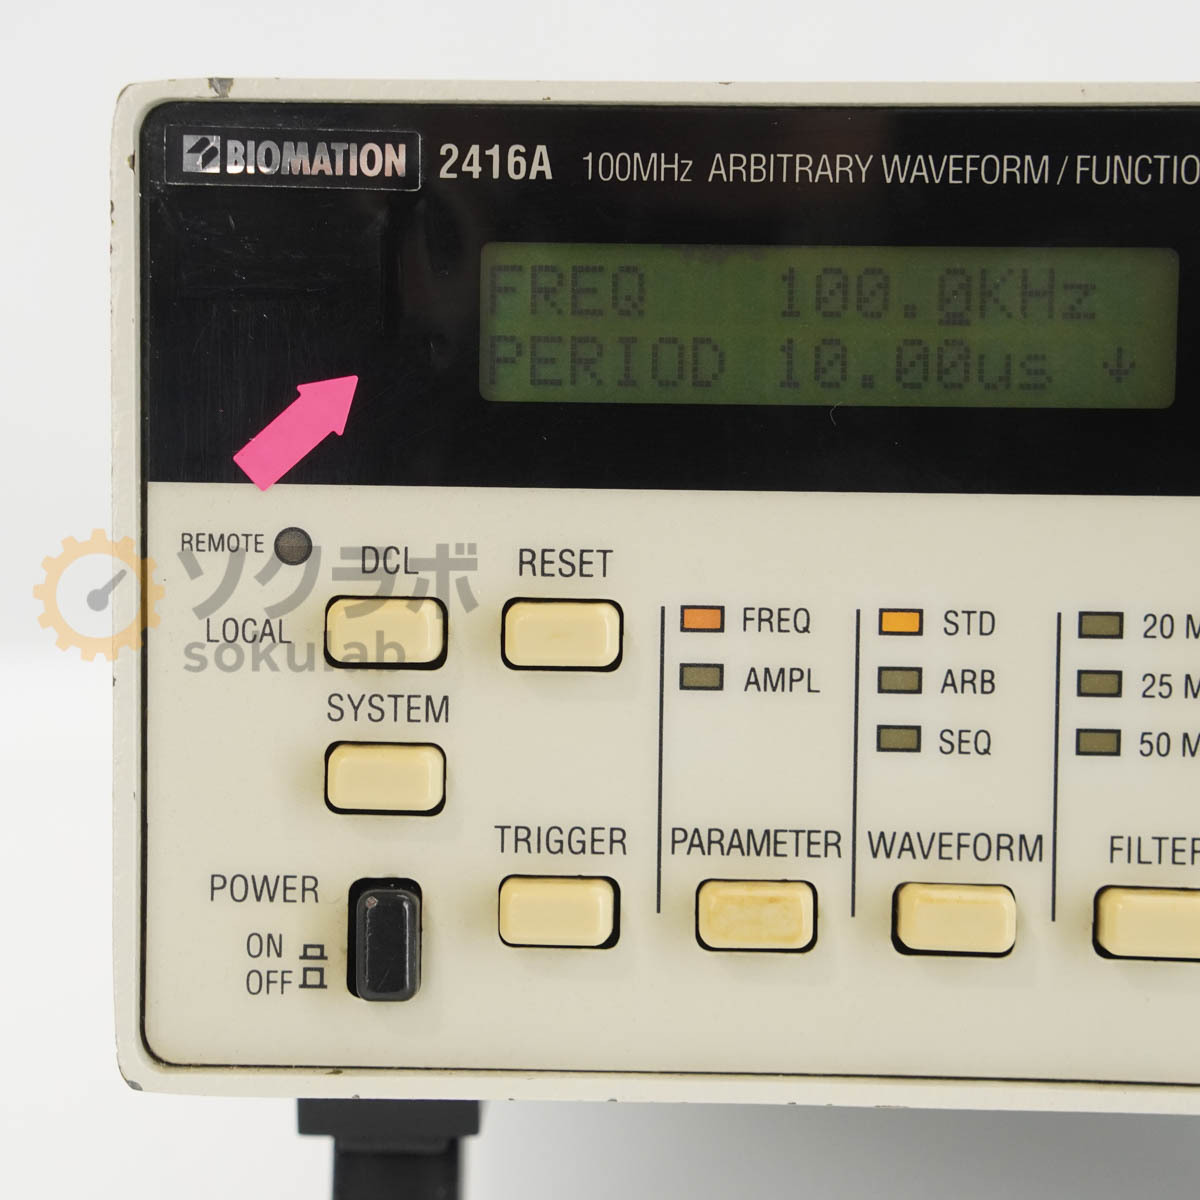 BIOMATION 2416A 100MHz ARBITRARY WAVEFORM / FUNCTIO
FREQ 100.0KHz
PERIOD 10.00us ↓
REMOTE
DCL
RESET
LOCAL
ソクラボ
sokulab
SYSTEM
FREQ
AMPL
STD
ARB
SEQ
20 M
25 M
50 M
TRIGGER
PARAMETER
WAVEFORM
FILTER
POWER
ON
OFF